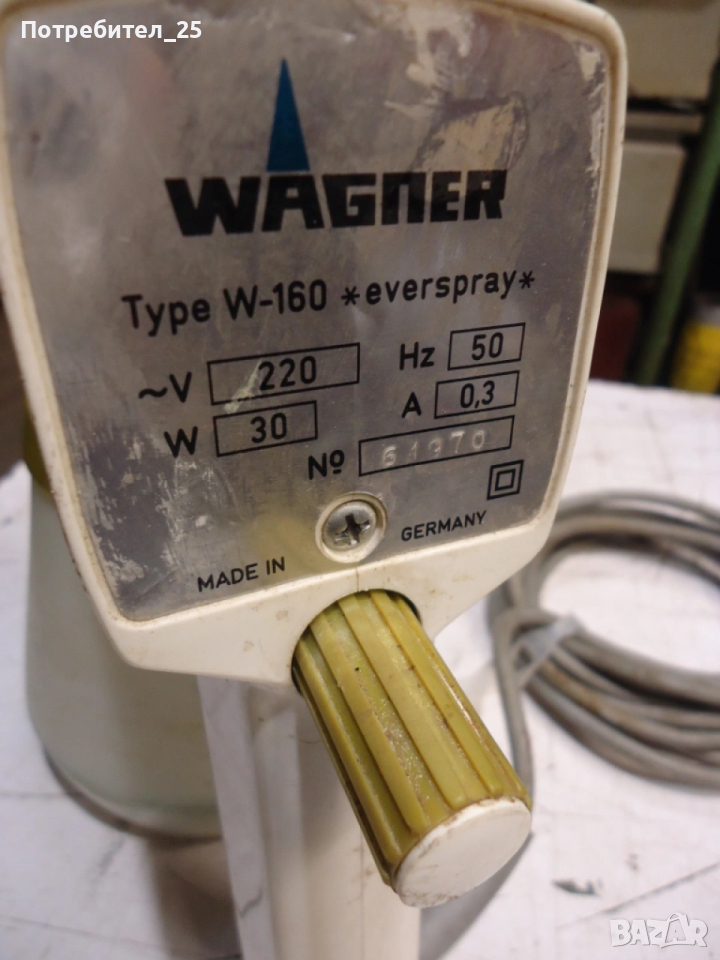 Потребител_25
WAGNER
Type W-160 *everspray*
~V 220 Hz 50
W 30 A 0,3
Nº 61970
MADE IN GERMANY
BAZAR